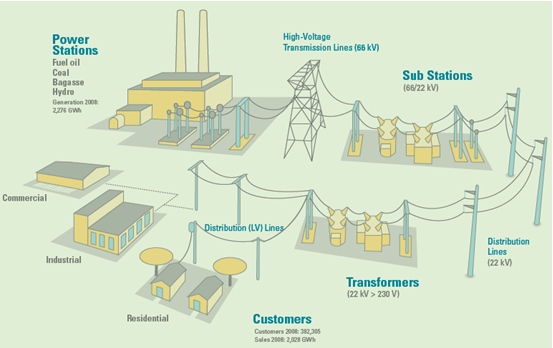 Power
Stations
Fuel oil
Coal
Bagasse
Hydro
Generation 2008:
2,276 GWh
High-Voltage
Transmission Lines (66 kV)
Sub Stations
(66/22 kV)
Commercial
Industrial
Residential
Distribution (LV) Lines
Distribution
Lines
(22 kV)
Transformers
(22 kV > 230 V)
Customers
Customers 2008: 382,365
Sales 2008: 2,028 GWh